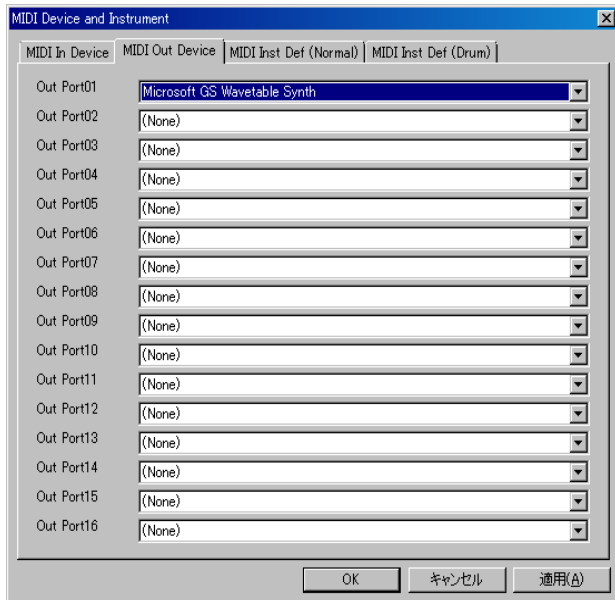 MIDI Device and Instrument
MIDI In Device MIDI Out Device MIDI Inst Def (Normal) MIDI Inst Def (Drum)
Out Port01 Microsoft GS Wavetable Synth
Out Port02 (None)
Out Port03 (None)
Out Port04 (None)
Out Port05 (None)
Out Port06 (None)
Out Port07 (None)
Out Port08 (None)
Out Port09 (None)
Out Port10 (None)
Out Port11 (None)
Out Port12 (None)
Out Port13 (None)
Out Port14 (None)
Out Port15 (None)
Out Port16 (None)
OK キャンセル 適用(A)